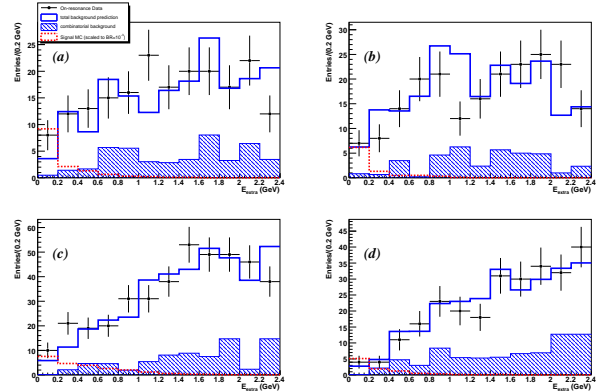 On-resonance Data
total background prediction
combinatorial background
Signal MC (scaled to BR=10⁻⁵)
(a)
Entries/(0.2 GeV)
25
20
15
10
5
0
0 0.2 0.4 0.6 0.8 1 1.2 1.4 1.6 1.8 2 2.2 2.4
E_extra (GeV)
(b)
Entries/(0.2 GeV)
30
25
20
15
10
5
0
0 0.2 0.4 0.6 0.8 1 1.2 1.4 1.6 1.8 2 2.2 2.4
E_extra (GeV)
(c)
Entries/(0.2 GeV)
60
50
40
30
20
10
0
0 0.2 0.4 0.6 0.8 1 1.2 1.4 1.6 1.8 2 2.2 2.4
E_extra (GeV)
(d)
Entries/(0.2 GeV)
45
40
35
30
25
20
15
10
5
0
0 0.2 0.4 0.6 0.8 1 1.2 1.4 1.6 1.8 2 2.2 2.4
E_extra (GeV)